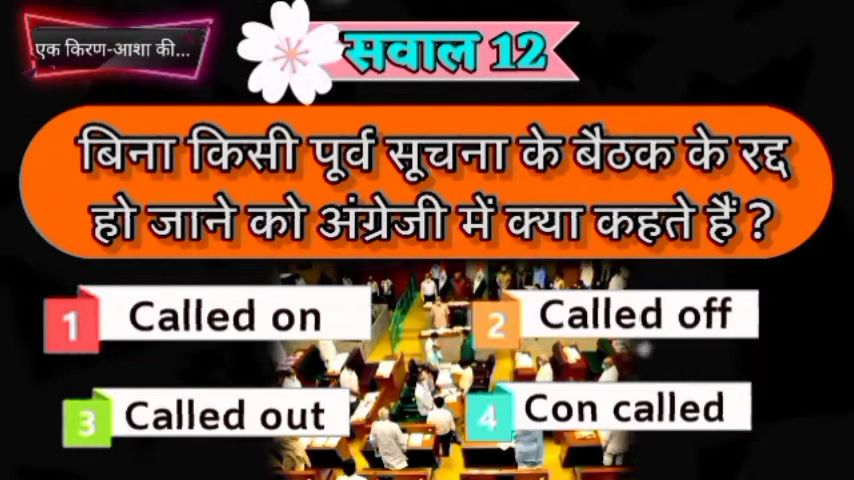 एक किरण-आशा की...
सवाल 12
बिना किसी पूर्व सूचना के बैठक के रद्द
हो जाने को अंग्रेजी में क्या कहते हैं ?
1 Called on
2 Called off
3 Called out
4 Con called